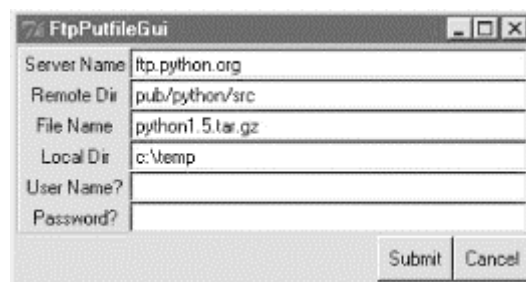 FtpPutfileGui
Server Name ftp.python.org
Remote Dir pub/python/src
File Name python1.5.tar.gz
Local Dir c:\temp
User Name?
Password?
Submit Cancel